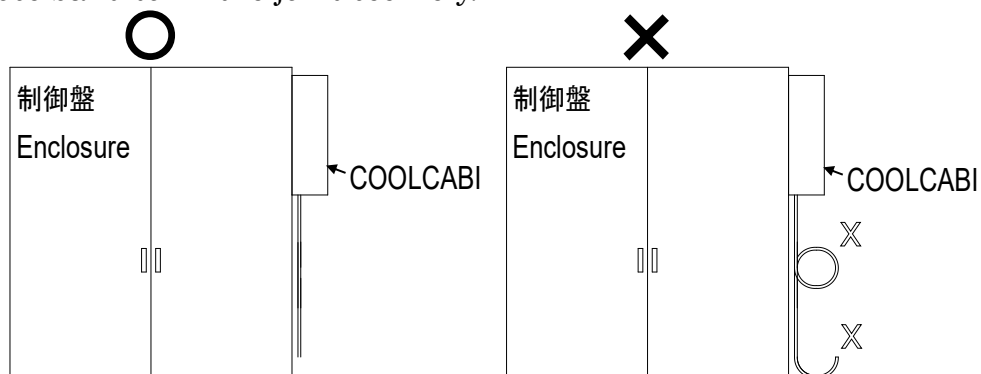 制御盤
Enclosure
COOLCABI
X
X
制御盤
Enclosure
COOLCABI